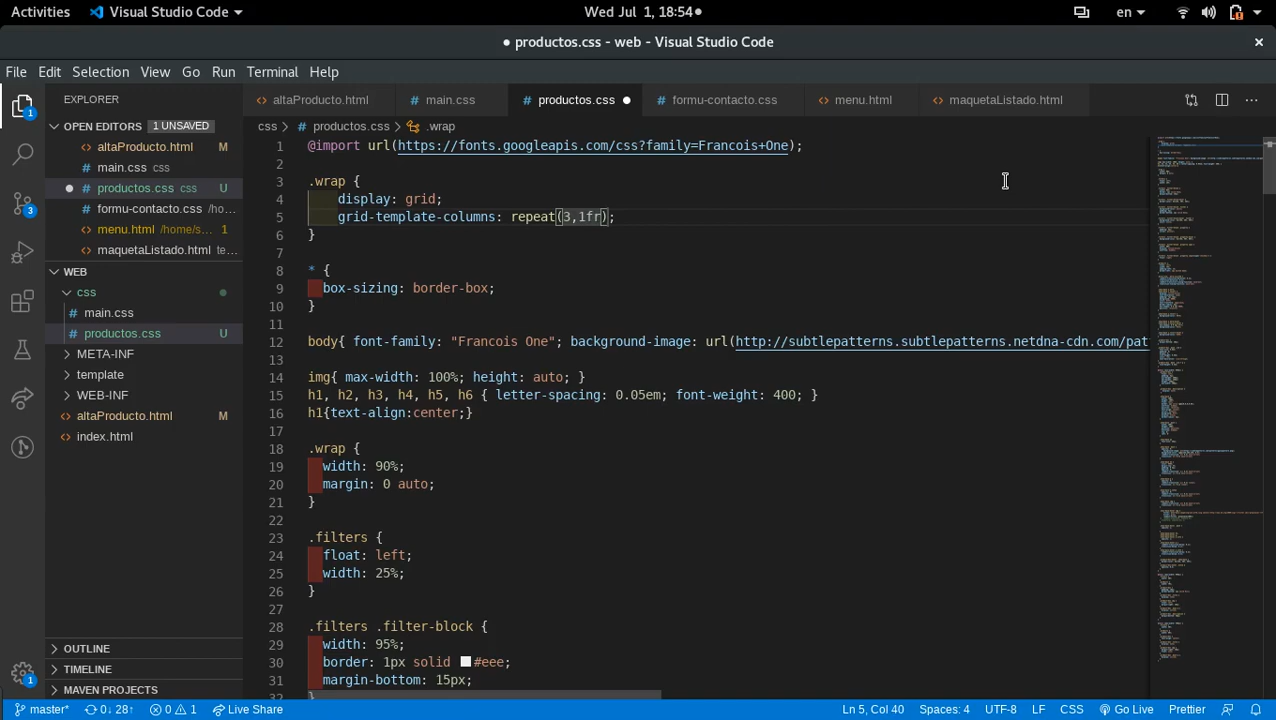 Activities Visual Studio Code Wed Jul 1, 18:54 en
productos.css - web - Visual Studio Code
File Edit Selection View Go Run Terminal Help
EXPLORER
altaProducto.html main.css productos.css formu-contacto.css menu.html maquetaListado.html
OPEN EDITORS 1 UNSAVED
css > productos.css > .wrap
altaProducto.html M
main.css css
productos.css css U
formu-contacto.css /ho...
menu.html /home/s... 1
maquetaListado.html
WEB
css
main.css
productos.css U
META-INF
template
WEB-INF
altaProducto.html M
index.html
OUTLINE
TIMELINE
MAVEN PROJECTS
1 @import url(https://fonts.googleapis.com/css?family=Francois+One);
2
3 .wrap {
4 display: grid;
5 grid-template-columns: repeat(3,1fr);
6 }
7
8 * {
9 box-sizing: border-box;
10 }
11
12 body{ font-family: "Francois One"; background-image: url(http://subtlepatterns.subtlepatterns.netdna-cdn.com/pat
13
14 img{ max-width: 100%; height: auto; }
15 h1, h2, h3, h4, h5, h6 { letter-spacing: 0.05em; font-weight: 400; }
16 h1{text-align:center;}
17
18 .wrap {
19 width: 90%;
20 margin: 0 auto;
21 }
22
23 .filters {
24 float: left;
25 width: 25%;
26 }
27
28 .filters .filter-block {
29 width: 95%;
30 border: 1px solid #eee;
31 margin-bottom: 15px;
32 }
1
3
1
master* 0↓ 28↑ 0 1 Live Share Ln 5, Col 40 Spaces: 4 UTF-8 LF CSS Go Live Prettier